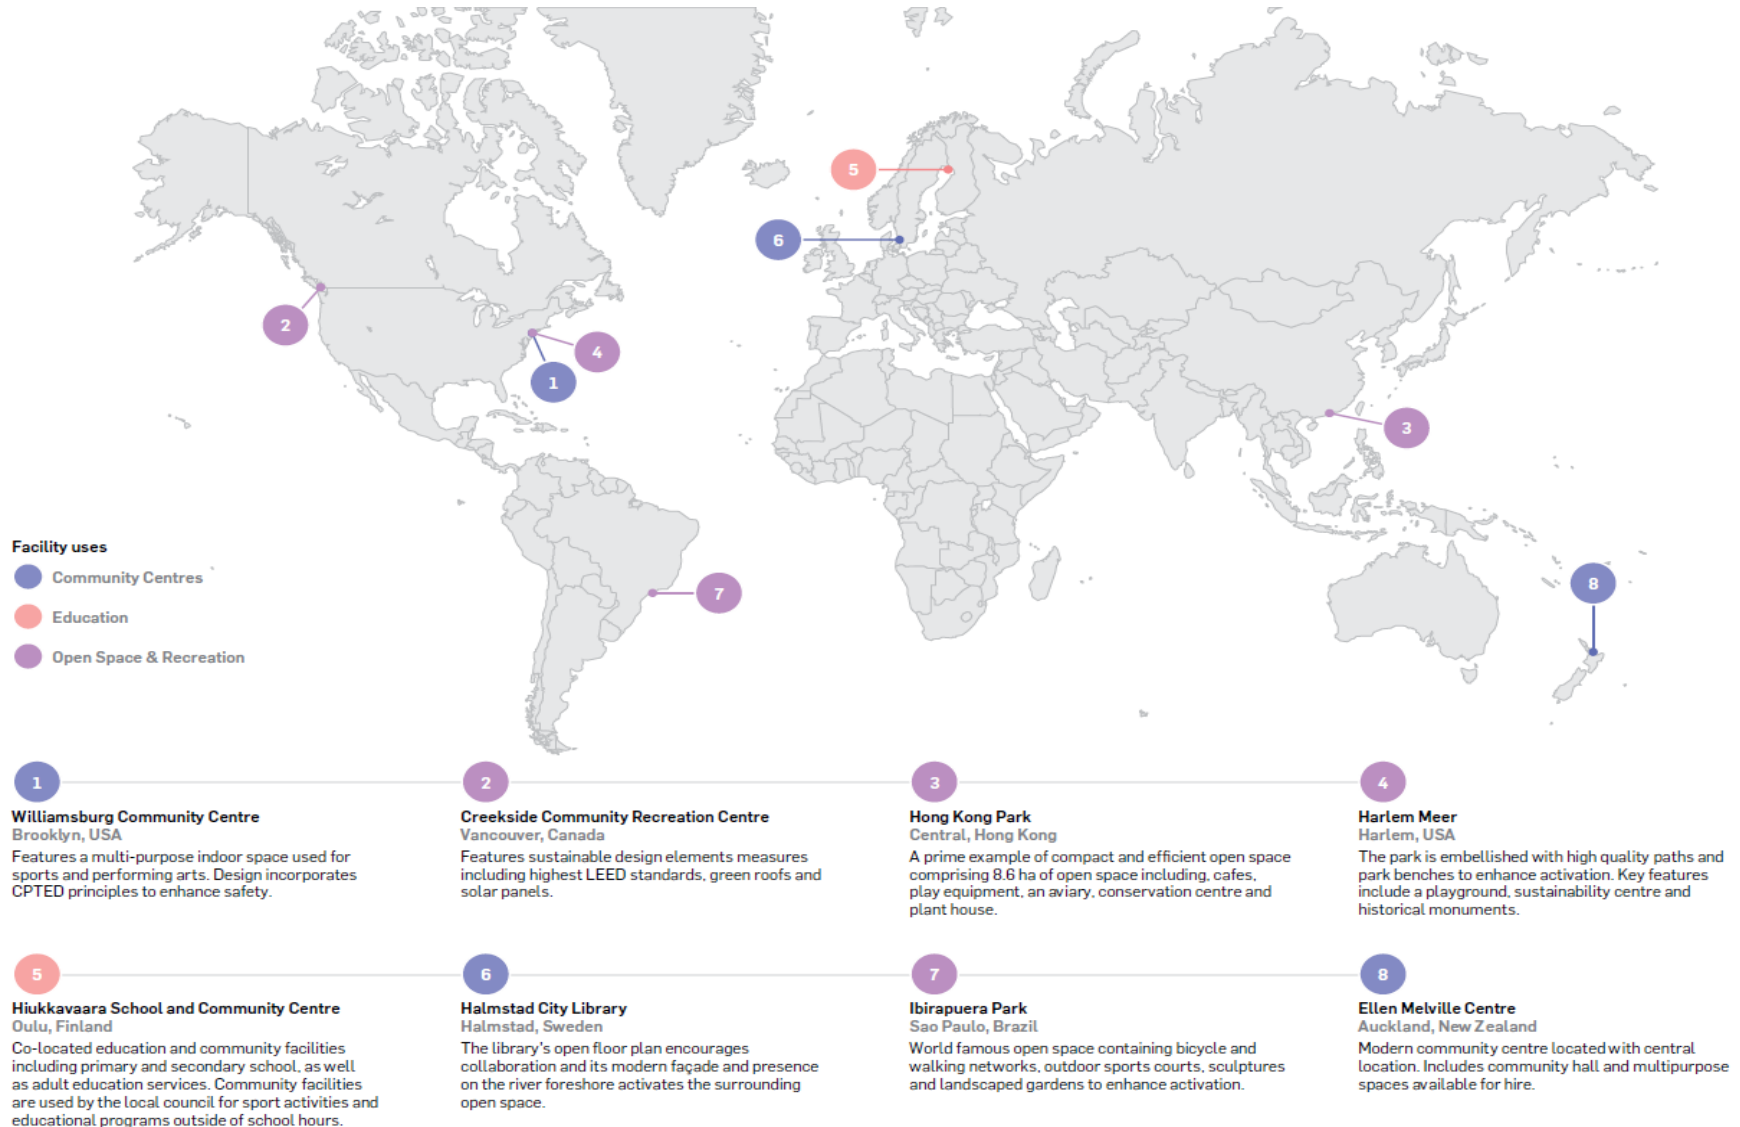 5
6
2
4
1
3
7
8
Facility uses
Community Centres
Education
Open Space & Recreation
1
Williamsburg Community Centre
Brooklyn, USA
Features a multi-purpose indoor space used for
sports and performing arts. Design incorporates
CPTED principles to enhance safety.
2
Creekside Community Recreation Centre
Vancouver, Canada
Features sustainable design elements measures
including highest LEED standards, green roofs and
solar panels.
3
Hong Kong Park
Central, Hong Kong
A prime example of compact and efficient open space
comprising 8.6 ha of open space including, cafes,
play equipment, an aviary, conservation centre and
plant house.
4
Harlem Meer
Harlem, USA
The park is embellished with high quality paths and
park benches to enhance activation. Key features
include a playground, sustainability centre and
historical monuments.
5
Hiukkavaara School and Community Centre
Oulu, Finland
Co-located education and community facilities
including primary and secondary school, as well
as adult education services. Community facilities
are used by the local council for sport activities and
educational programs outside of school hours.
6
Halmstad City Library
Halmstad, Sweden
The library's open floor plan encourages
collaboration and its modern façade and presence
on the river foreshore activates the surrounding
open space.
7
Ibirapuera Park
Sao Paulo, Brazil
World famous open space containing bicycle and
walking networks, outdoor sports courts, sculptures
and landscaped gardens to enhance activation.
8
Ellen Melville Centre
Auckland, New Zealand
Modern community centre located with central
location. Includes community hall and multipurpose
spaces available for hire.